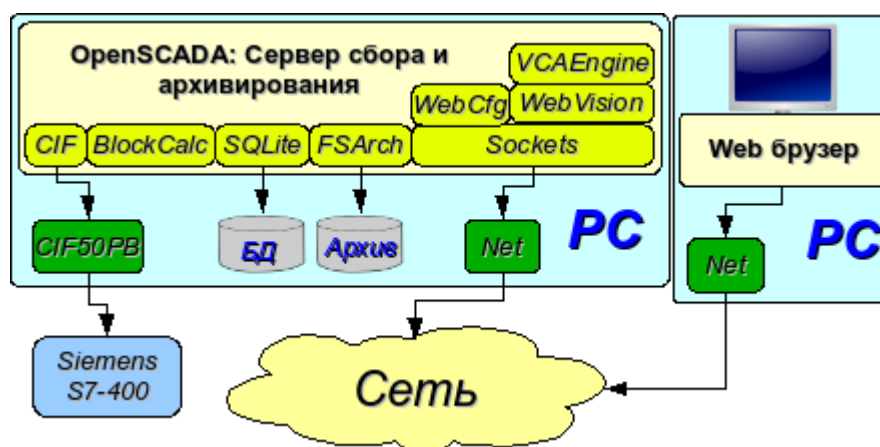 OpenSCADA: Сервер сбора и
архивирования
VCAEngine
WebCfg
WebVision
CIF
BlockCalc
SQLite
FSArch
Sockets
Web брузер
CIF50PB
БД
Архив
Net
PC
Net
PC
Siemens
S7-400
Сеть